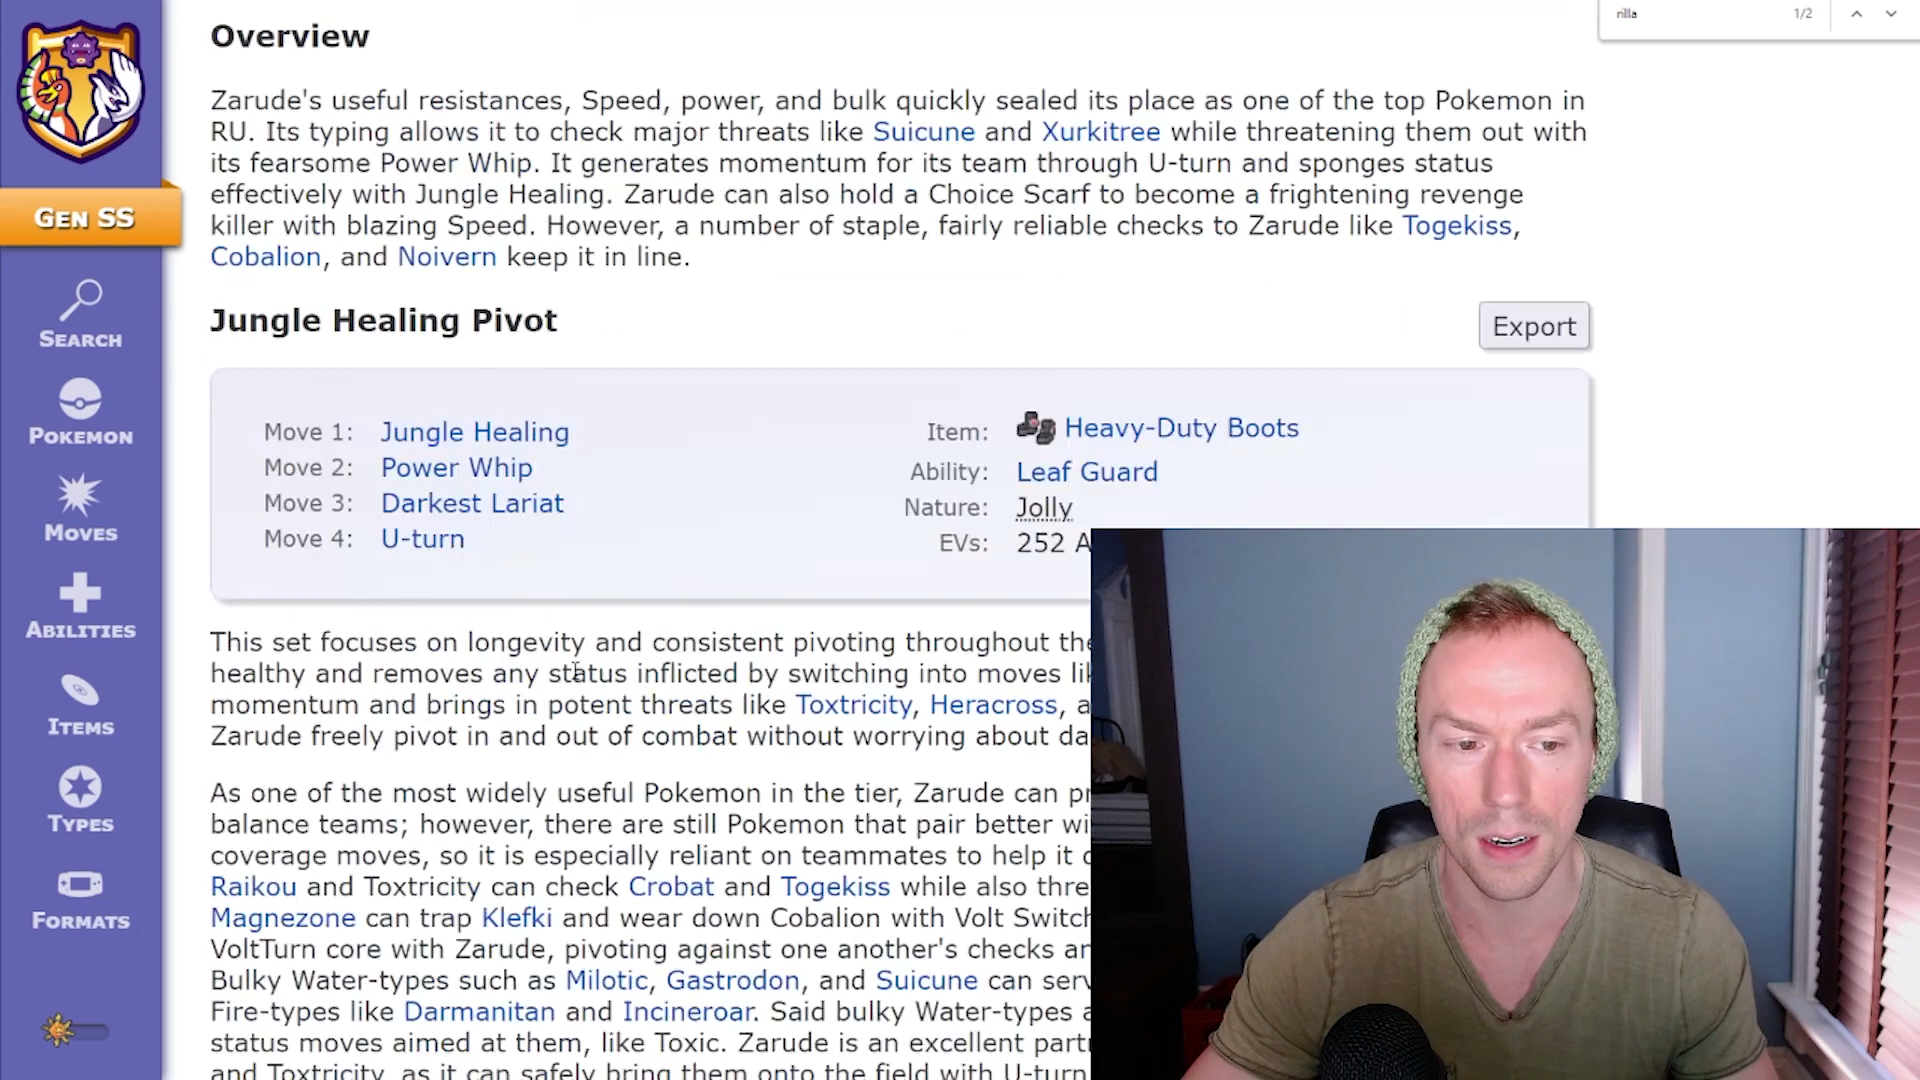 rilla 1/2
Overview
Zarude's useful resistances, Speed, power, and bulk quickly sealed its place as one of the top Pokemon in
RU. Its typing allows it to check major threats like Suicune and Xurkitree while threatening them out with
its fearsome Power Whip. It generates momentum for its team through U-turn and sponges status
effectively with Jungle Healing. Zarude can also hold a Choice Scarf to become a frightening revenge
killer with blazing Speed. However, a number of staple, fairly reliable checks to Zarude like Togekiss,
Cobalion, and Noivern keep it in line.
Jungle Healing Pivot
Export
Move 1: Jungle Healing
Move 2: Power Whip
Move 3: Darkest Lariat
Move 4: U-turn
Item: Heavy-Duty Boots
Ability: Leaf Guard
Nature: Jolly
EVs: 252 A
This set focuses on longevity and consistent pivoting throughout the
healthy and removes any status inflicted by switching into moves
momentum and brings in potent threats like Toxtricity, Heracross,
Zarude freely pivot in and out of combat without worrying about
As one of the most widely useful Pokemon in the tier, Zarude can
balance teams; however, there are still Pokemon that pair better
coverage moves, so it is especially reliant on teammates to help it
Raikou and Toxtricity can check Crobat and Togekiss while also
Magnezone can trap Klefki and wear down Cobalion with Volt Switch
VoltTurn core with Zarude, pivoting against one another's checks
Bulky Water-types such as Milotic, Gastrodon, and Suicune can
Fire-types like Darmanitan and Incineroar. Said bulky Water-types
status moves aimed at them, like Toxic. Zarude is an excellent
and Toxtricity, as it can safely bring them onto the field with U-turn
GEN SS
SEARCH
POKEMON
MOVES
ABILITIES
ITEMS
TYPES
FORMATS